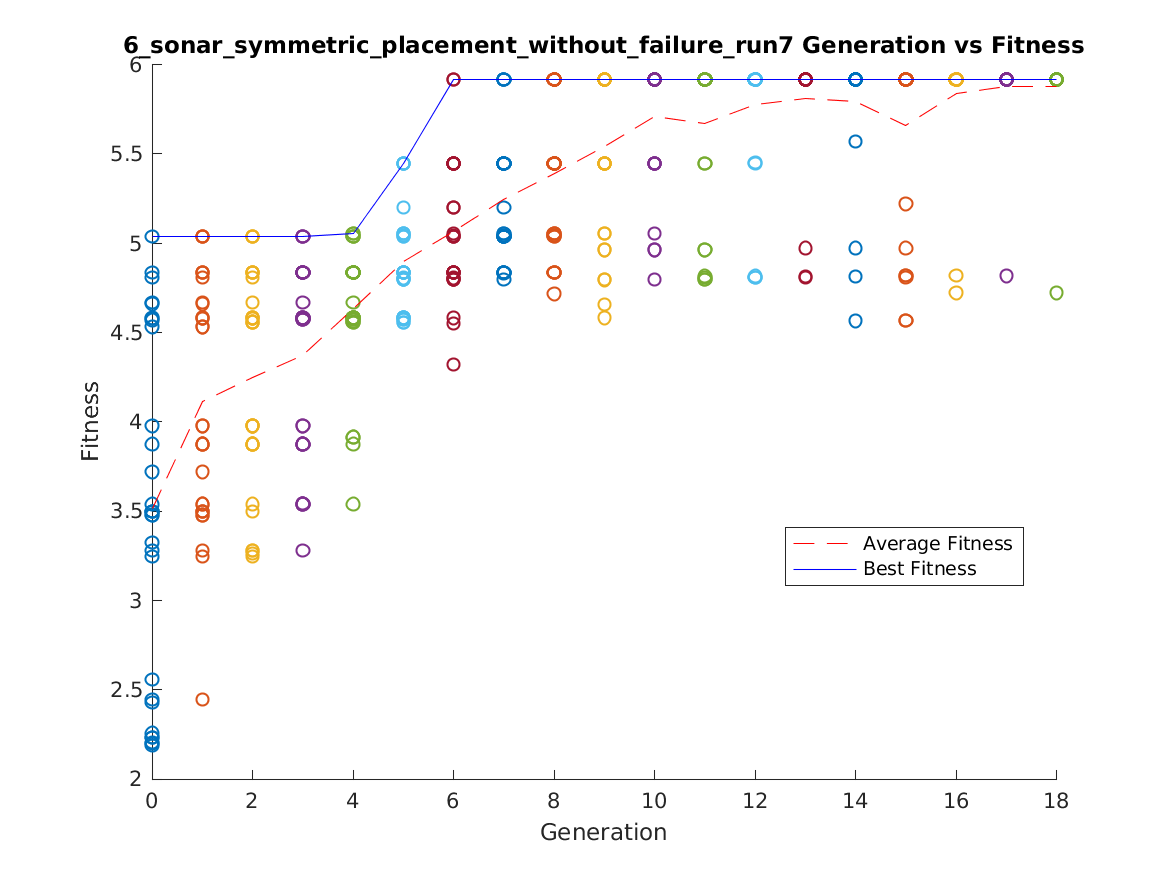 6_sonar_symmetric_placement_without_failure_run7 Generation vs Fitness
6
5.5
5
4.5
4
3.5
3
2.5
2
Fitness
Average Fitness
Best Fitness
0 2 4 6 8 10 12 14 16 18
Generation